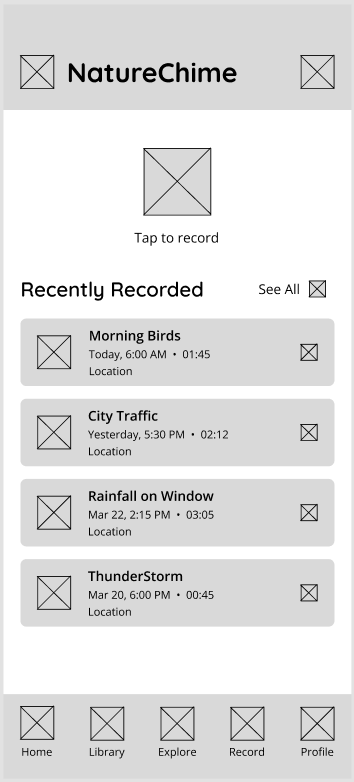 NatureChime
Tap to record
Recently Recorded
See All
Morning Birds
Today, 6:00 AM • 01:45
Location
City Traffic
Yesterday, 5:30 PM • 02:12
Location
Rainfall on Window
Mar 22, 2:15 PM • 03:05
Location
ThunderStorm
Mar 20, 6:00 PM • 00:45
Location
Home
Library
Explore
Record
Profile